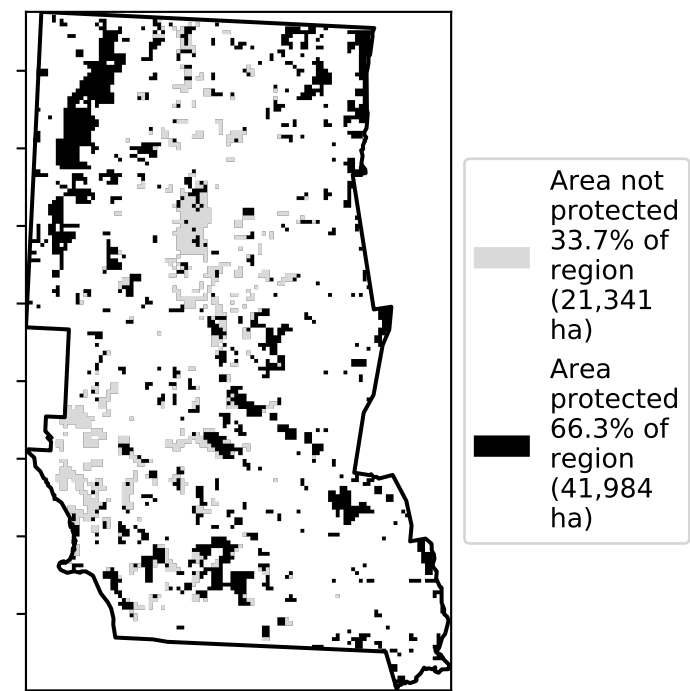 Area not
protected
33.7% of
region
(21,341
ha)
Area
protected
66.3% of
region
(41,984
ha)